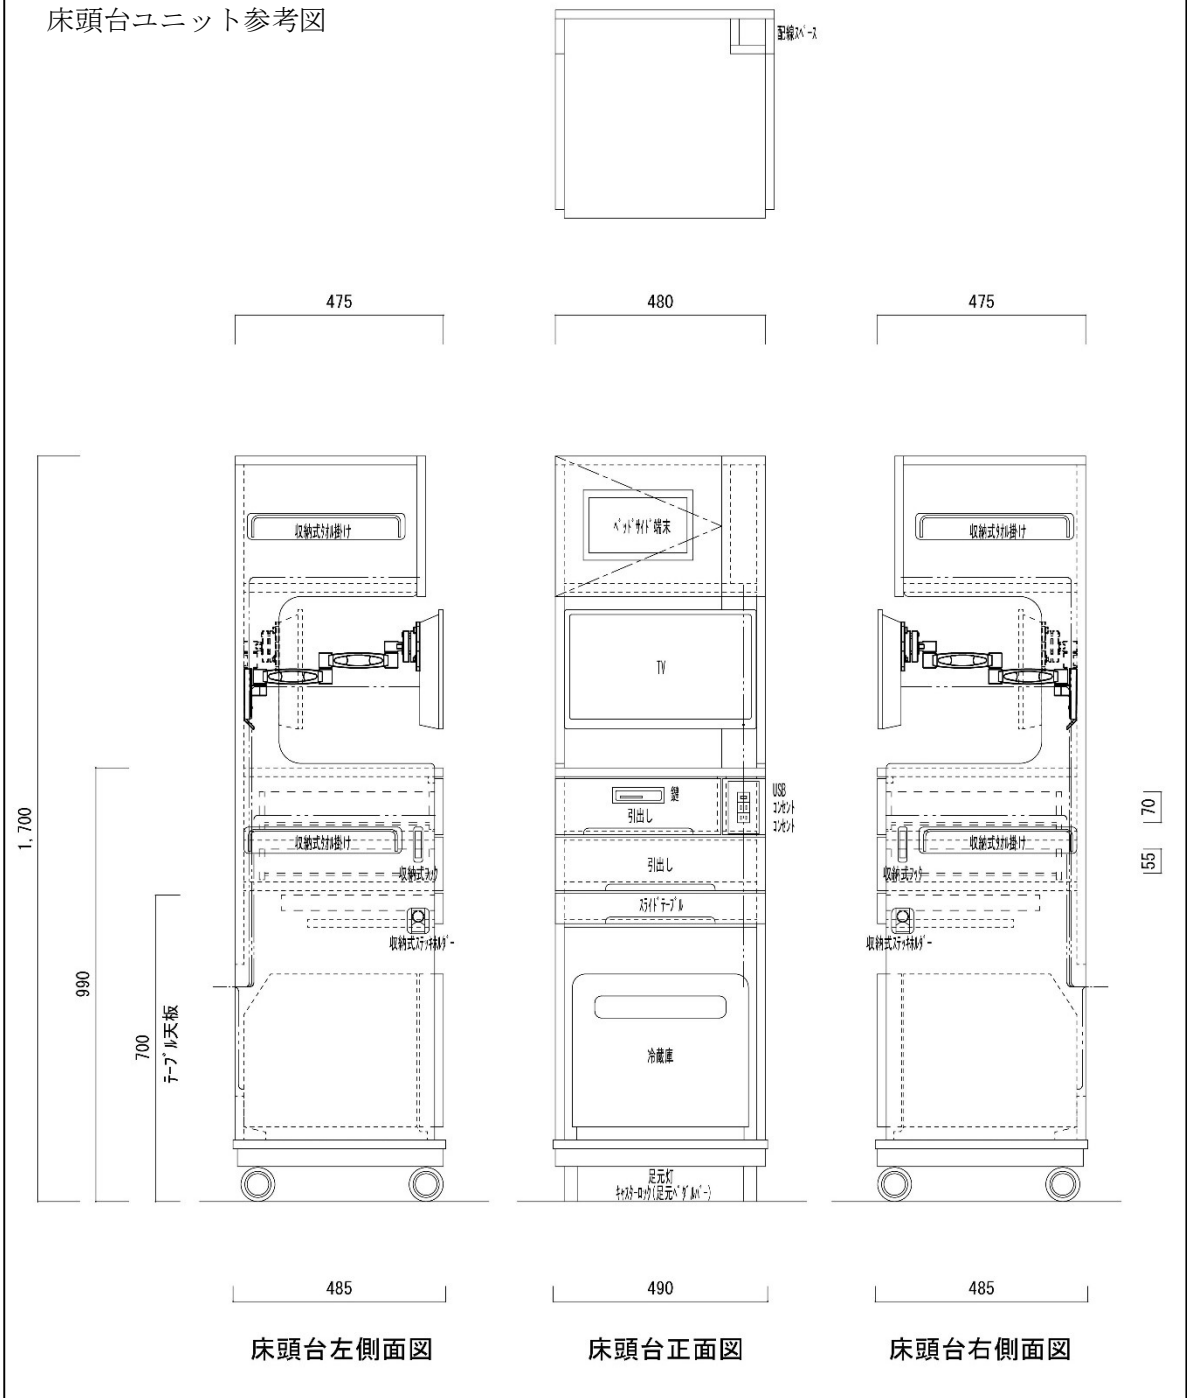 床頭台ユニット参考図
配線ｽﾍﾟｰｽ
475
480
475
収納式ﾀｵﾙ掛け
ﾍﾞｯﾄﾞｻｲﾄﾞ端末
収納式ﾀｵﾙ掛け
TV
1,700
990
700
ﾃｰﾌﾞﾙ天板
収納式ﾀｵﾙ掛け
収納式ﾌｯｸ
収納式ｽﾃｯｷﾎﾙﾀﾞｰ
鍵
引出し
USB
ｺﾝｾﾝﾄ
ｺﾝｾﾝﾄ
引出し
ｽﾗｲﾄﾞﾃｰﾌﾞﾙ
冷蔵庫
足元灯
ｷｬｽﾀｰﾛｯｸ(足元ﾍﾟﾀﾞﾙﾊﾞｰ)
収納式ﾀｵﾙ掛け
収納式ﾌｯｸ
収納式ｽﾃｯｷﾎﾙﾀﾞｰ
70
55
485
490
485
床頭台左側面図
床頭台正面図
床頭台右側面図